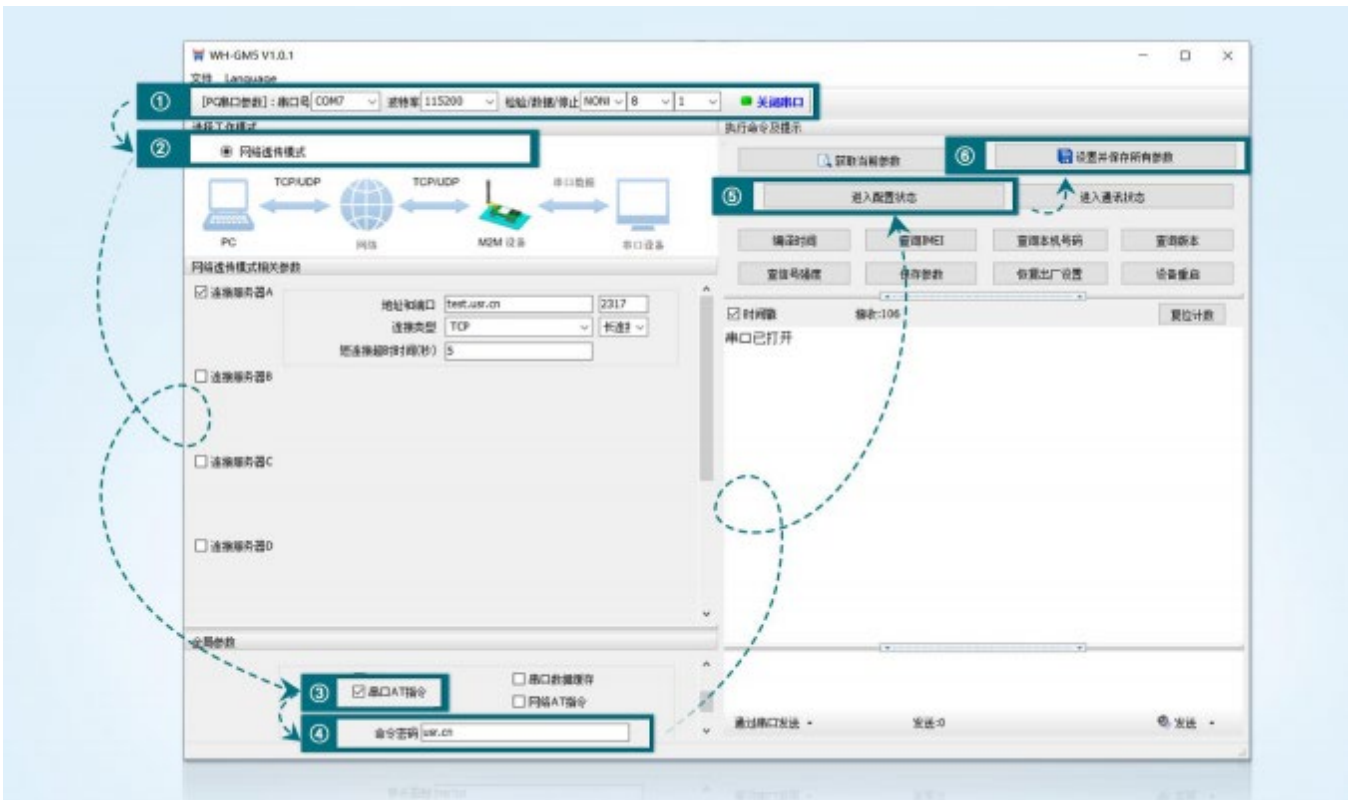 WH-GM5 V1.0.1
文件 Language
① [PC串口参数]：串口号 COM7 波特率 115200 检验/数据/停止 NONI 8 1 关闭串口
选择工作模式
② 网络透传模式
TCP/UDP TCP/UDP 串口数据
PC 网络 M2M 设备 串口设备
网络透传模式相关参数
连接服务器A
地址和端口 test.usr.cn 2317
连接类型 TCP 长连接
短连接超时时间(秒) 5
连接服务器B
连接服务器C
连接服务器D
全局参数
串口数据缓存
③ 串口AT指令
网络AT指令
④ 命令密码 usr.cn
执行命令及提示
获取当前参数 ⑥ 设置并保存所有参数
⑤ 进入配置状态 进入通讯状态
编译时间 查询IMEI 查询本机号码 查询版本
查信号强度 保存参数 恢复出厂设置 设备重启
时间戳 接收:106 复位计数
串口已打开
通过串口发送 发送:0 发送